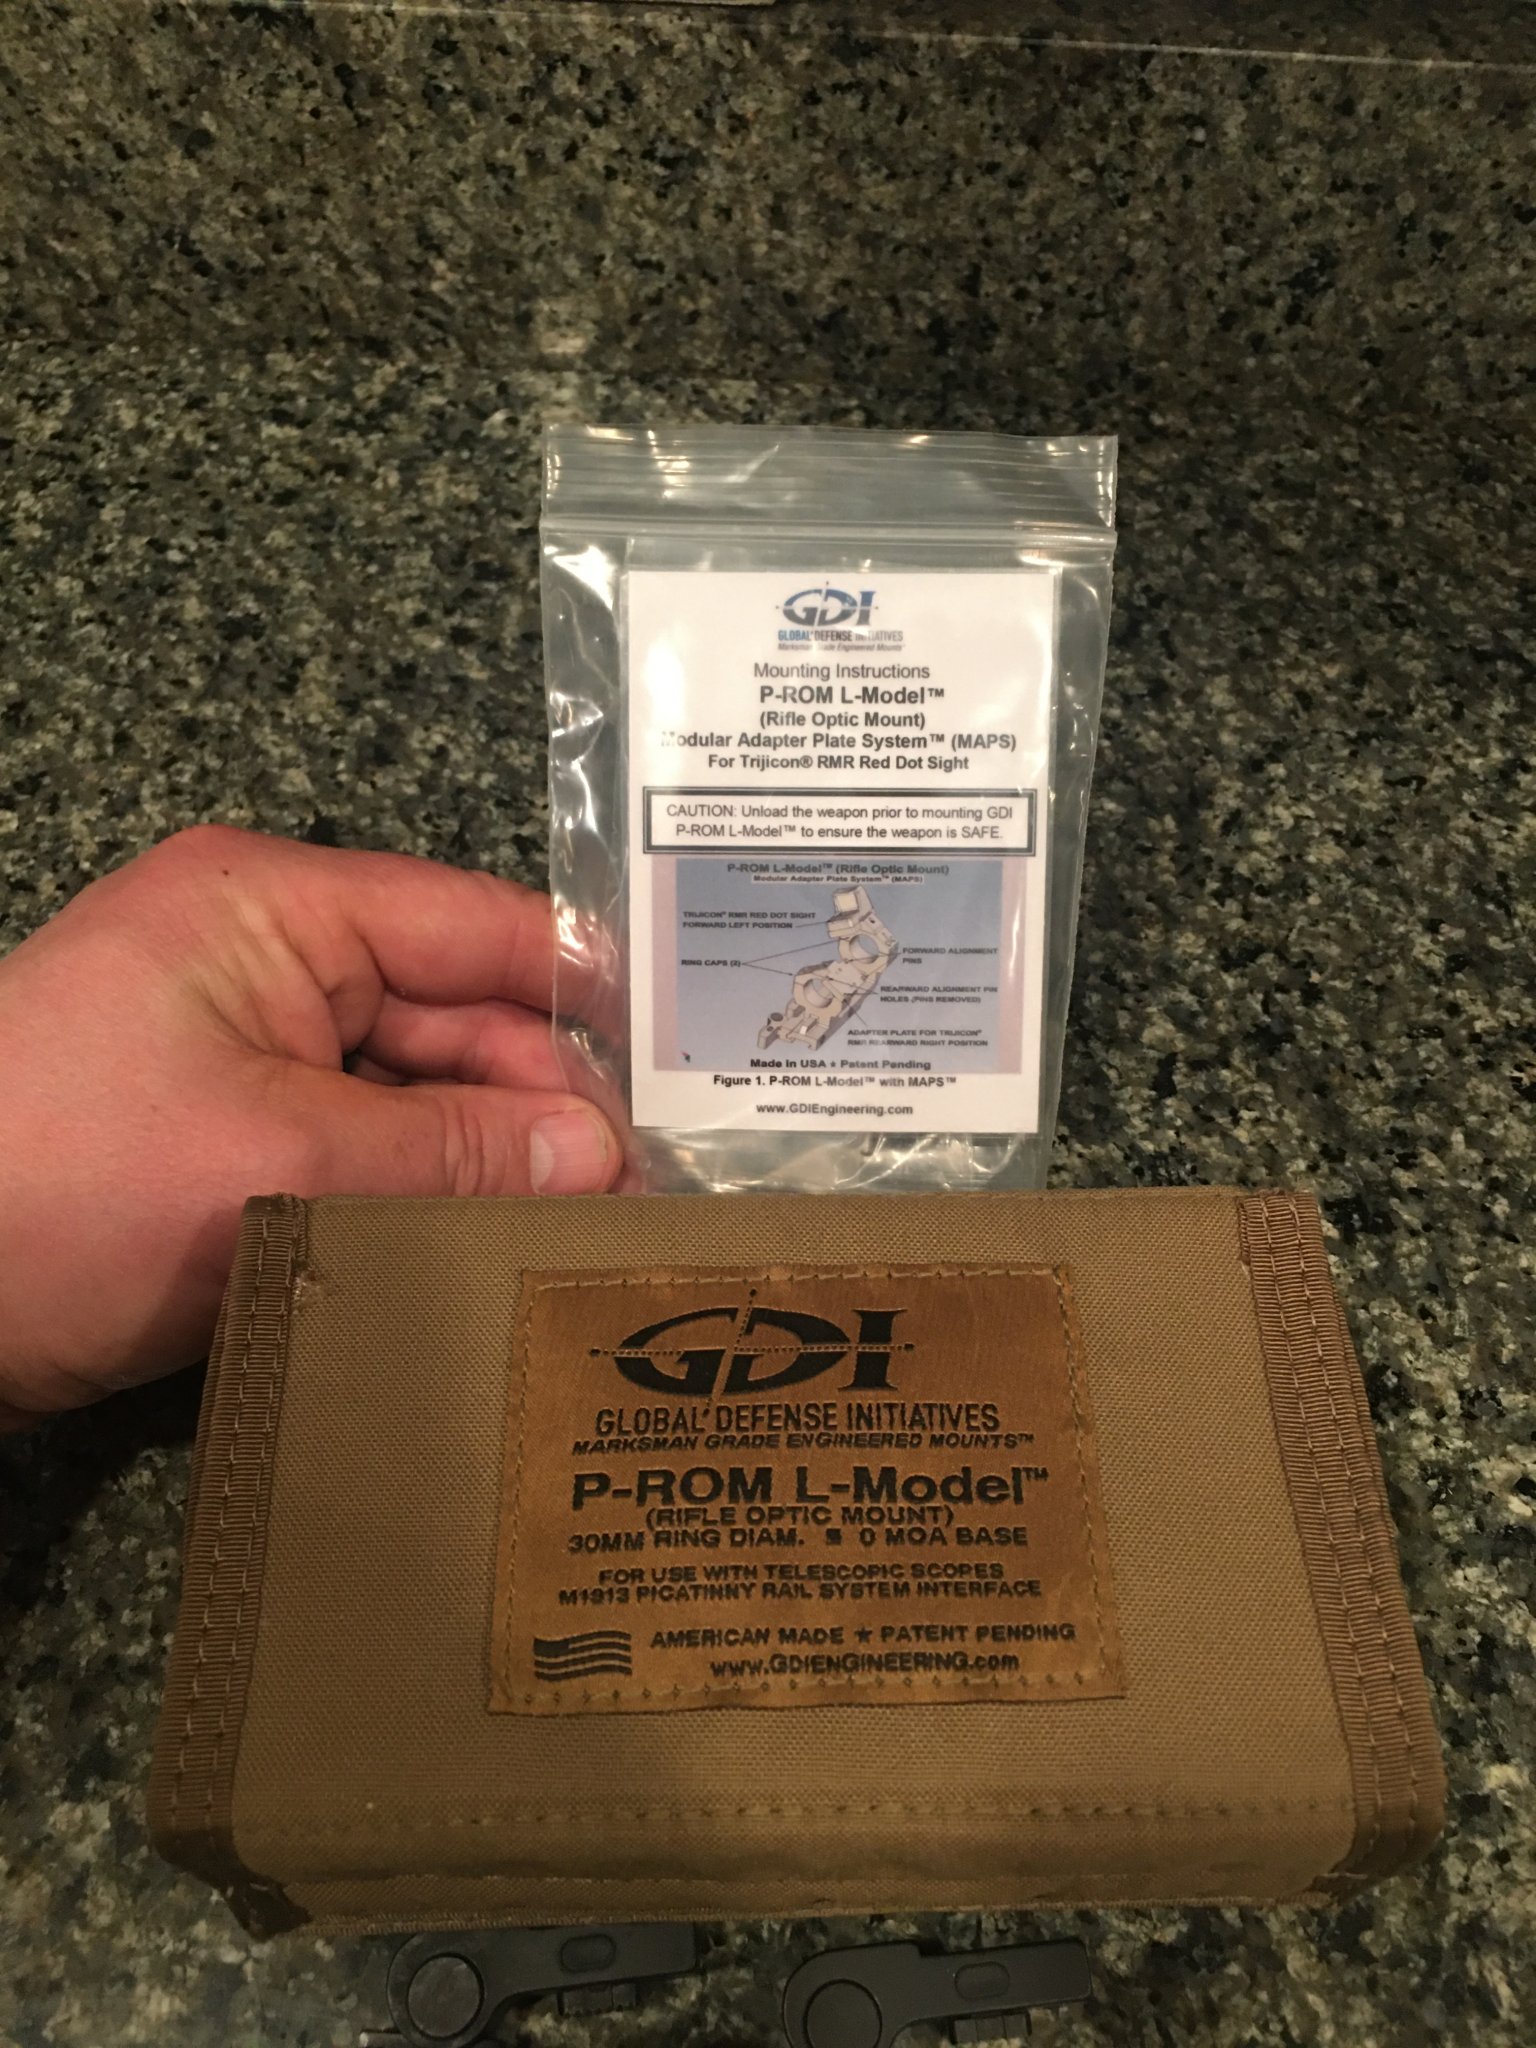 GDI
GLOBAL DEFENSE INITIATIVES
Marksman Grade Engineered Mounts
Mounting Instructions
P-ROM L-Model™
(Rifle Optic Mount)
Modular Adapter Plate System™ (MAPS)
For Trijicon® RMR Red Dot Sight
CAUTION: Unload the weapon prior to mounting GDI
P-ROM L-Model™ to ensure the weapon is SAFE.
P-ROM L-Model™ (Rifle Optic Mount)
Modular Adapter Plate System™ (MAPS)
TRIJICON® RMR RED DOT SIGHT
FORWARD LEFT POSITION
FORWARD ALIGNMENT
PINS
RING CAPS (2)
REARWARD ALIGNMENT PIN
HOLES (PINS REMOVED)
ADAPTER PLATE FOR TRIJICON®
RMR REARWARD RIGHT POSITION
Made In USA ★ Patent Pending
Figure 1. P-ROM L-Model™ with MAPS™
www.GDIEngineering.com
GDI
GLOBAL DEFENSE INITIATIVES
MARKSMAN GRADE ENGINEERED MOUNTS™
P-ROM L-Model™
(RIFLE OPTIC MOUNT)
30MM RING DIAM. ■ 0 MOA BASE
FOR USE WITH TELESCOPIC SCOPES
M1913 PICATINNY RAIL SYSTEM INTERFACE
AMERICAN MADE ★ PATENT PENDING
www.GDIENGINEERING.com